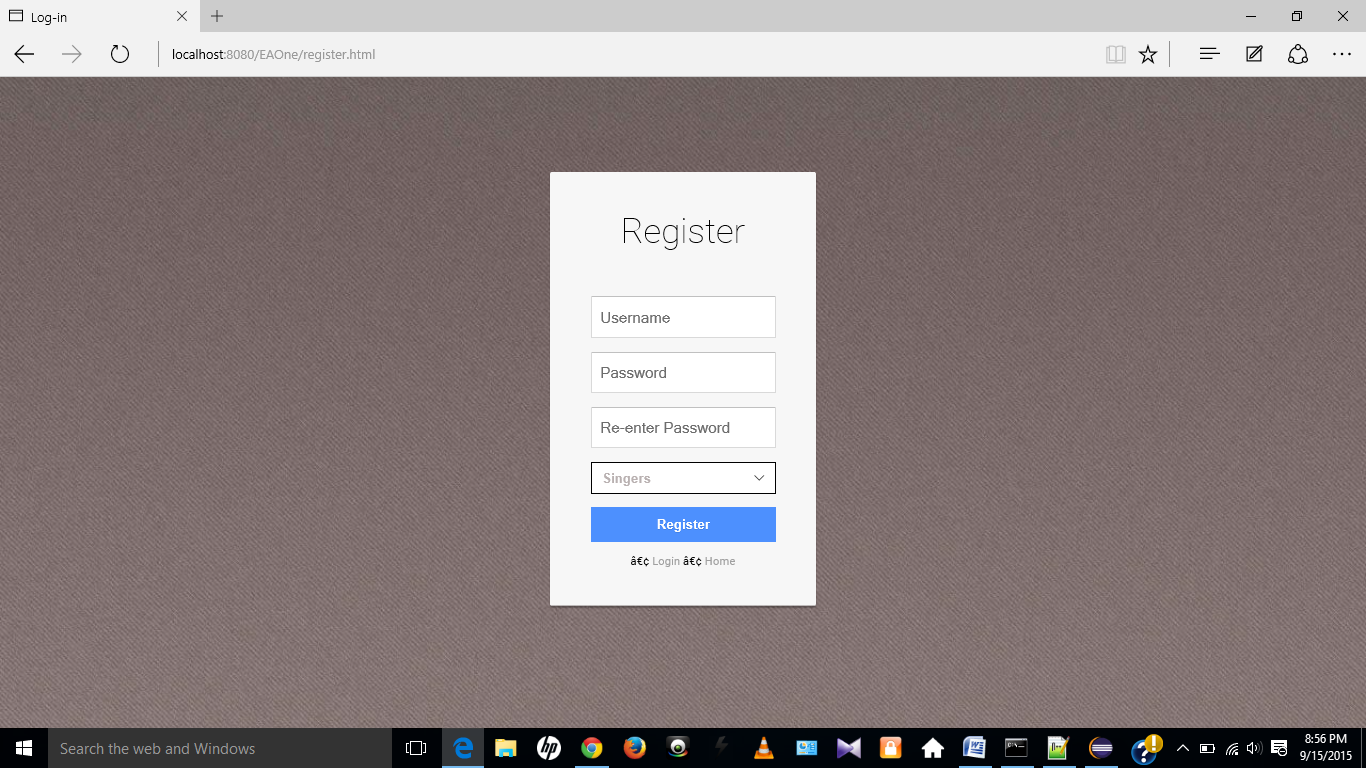 Log-in
localhost:8080/EAOne/register.html
Register
Username
Password
Re-enter Password
Singers
Register
â€¢ Login â€¢ Home
Search the web and Windows
8:56 PM
9/15/2015